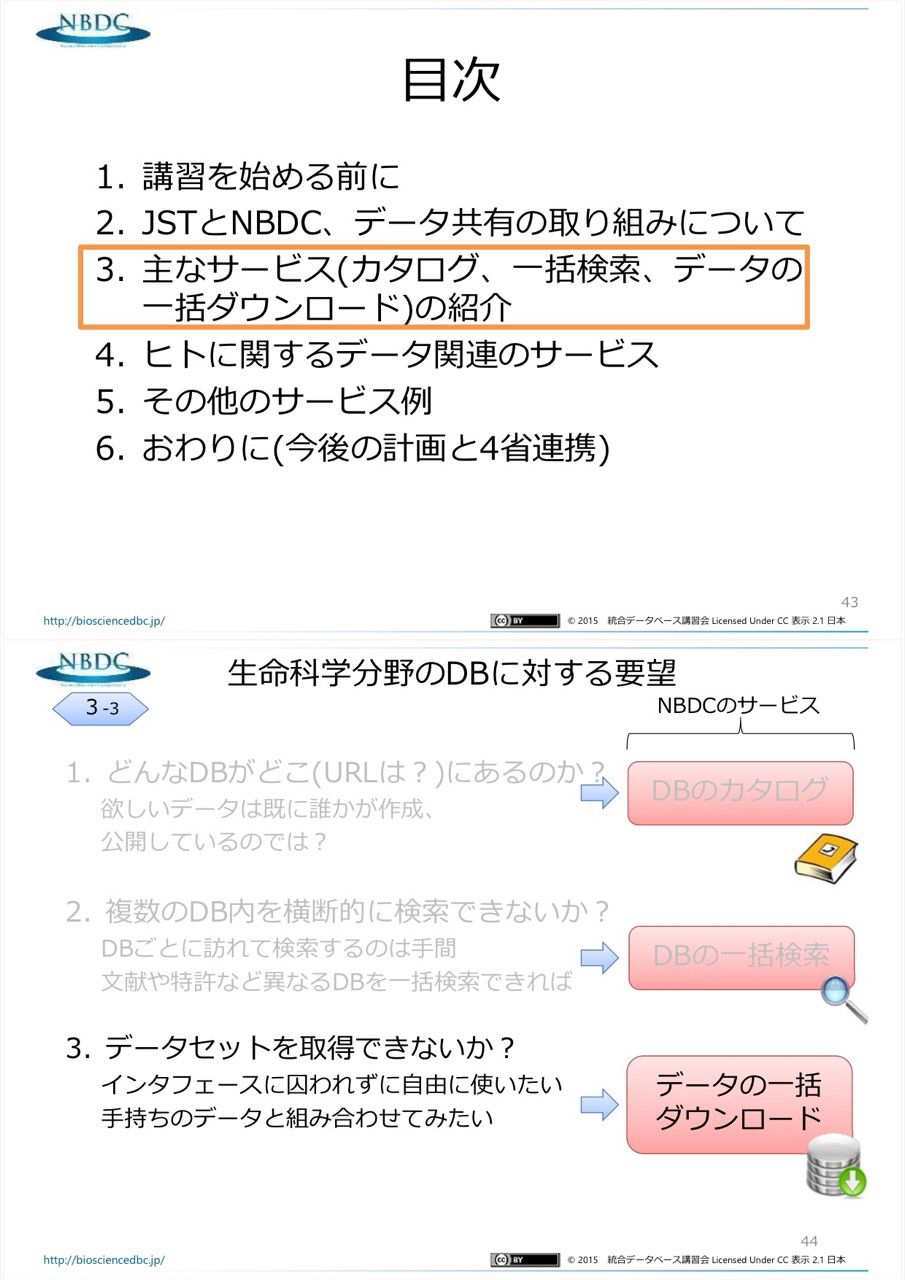 NBDC
目次
1. 講習を始める前に
2. JSTとNBDC、データ共有の取り組みについて
3. 主なサービス(カタログ、一括検索、データの
一括ダウンロード)の紹介
4. ヒトに関するデータ関連のサービス
5. その他のサービス例
6. おわりに(今後の計画と4省連携)
43
http://biosciencedbc.jp/
cc BY
© 2015 統合データベース講習会 Licensed Under CC 表示 2.1 日本
NBDC
生命科学分野のDBに対する要望
3-3
NBDCのサービス
1. どんなDBがどこ(URLは？)にあるのか？
欲しいデータは既に誰かが作成、
公開しているのでは？
DBのカタログ
2. 複数のDB内を横断的に検索できないか？
DBごとに訪れて検索するのは手間
文献や特許など異なるDBを一括検索できれば
DBの一括検索
3. データセットを取得できないか？
インタフェースに囚われずに自由に使いたい
手持ちのデータと組み合わせてみたい
データの一括
ダウンロード
44
http://biosciencedbc.jp/
cc BY
© 2015 統合データベース講習会 Licensed Under CC 表示 2.1 日本